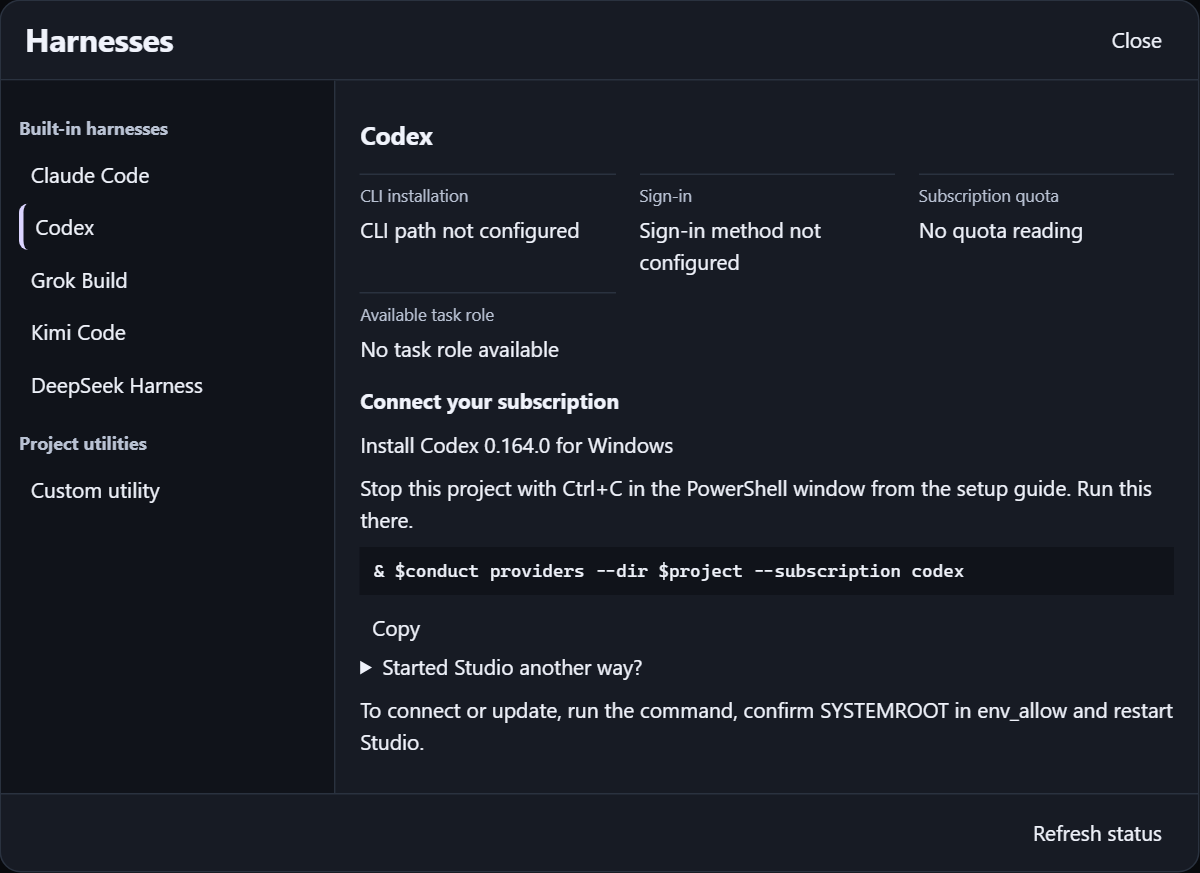 Harnesses
Close
Built-in harnesses
Claude Code
Codex
Grok Build
Kimi Code
DeepSeek Harness
Project utilities
Custom utility
Codex
CLI installation
CLI path not configured
Sign-in
Sign-in method not
configured
Subscription quota
No quota reading
Available task role
No task role available
Connect your subscription
Install Codex 0.164.0 for Windows
Stop this project with Ctrl+C in the PowerShell window from the setup guide. Run this
there.
& $conduct providers --dir $project --subscription codex
Copy
Started Studio another way?
To connect or update, run the command, confirm SYSTEMROOT in env_allow and restart
Studio.
Refresh status